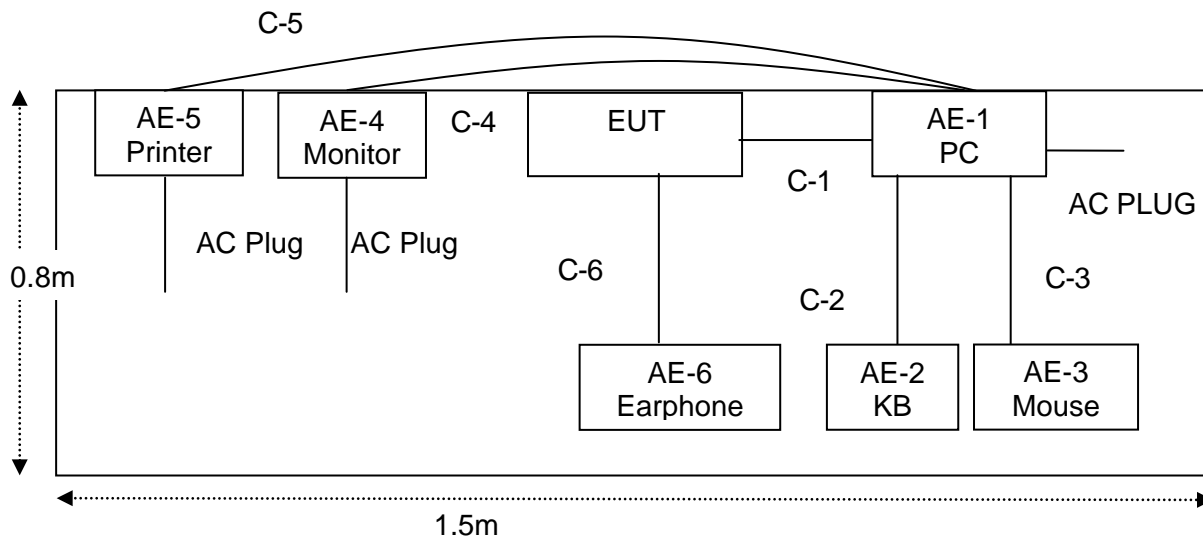 C-5
AE-5
Printer
AE-4
Monitor
C-4
EUT
AE-1
PC
C-1
AC PLUG
AC Plug
AC Plug
0.8m
C-6
C-2
C-3
AE-6
Earphone
AE-2
KB
AE-3
Mouse
1.5m